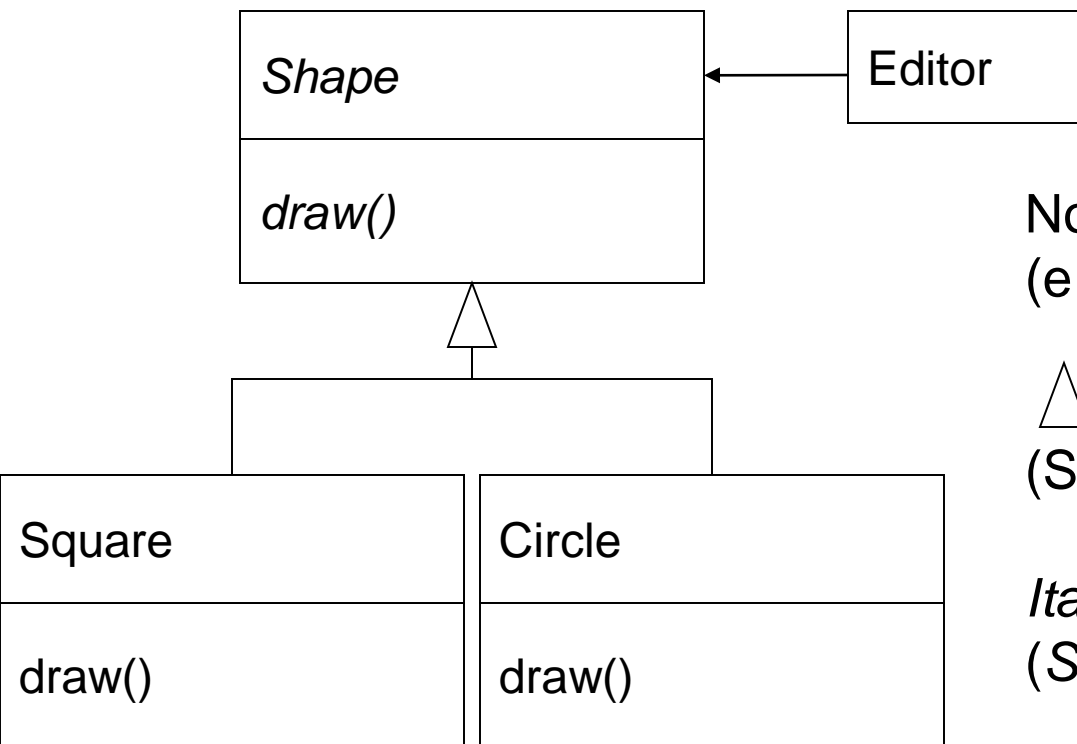 Shape
Editor
draw()
(e
(S
Square
Circle
draw()
draw()
(S